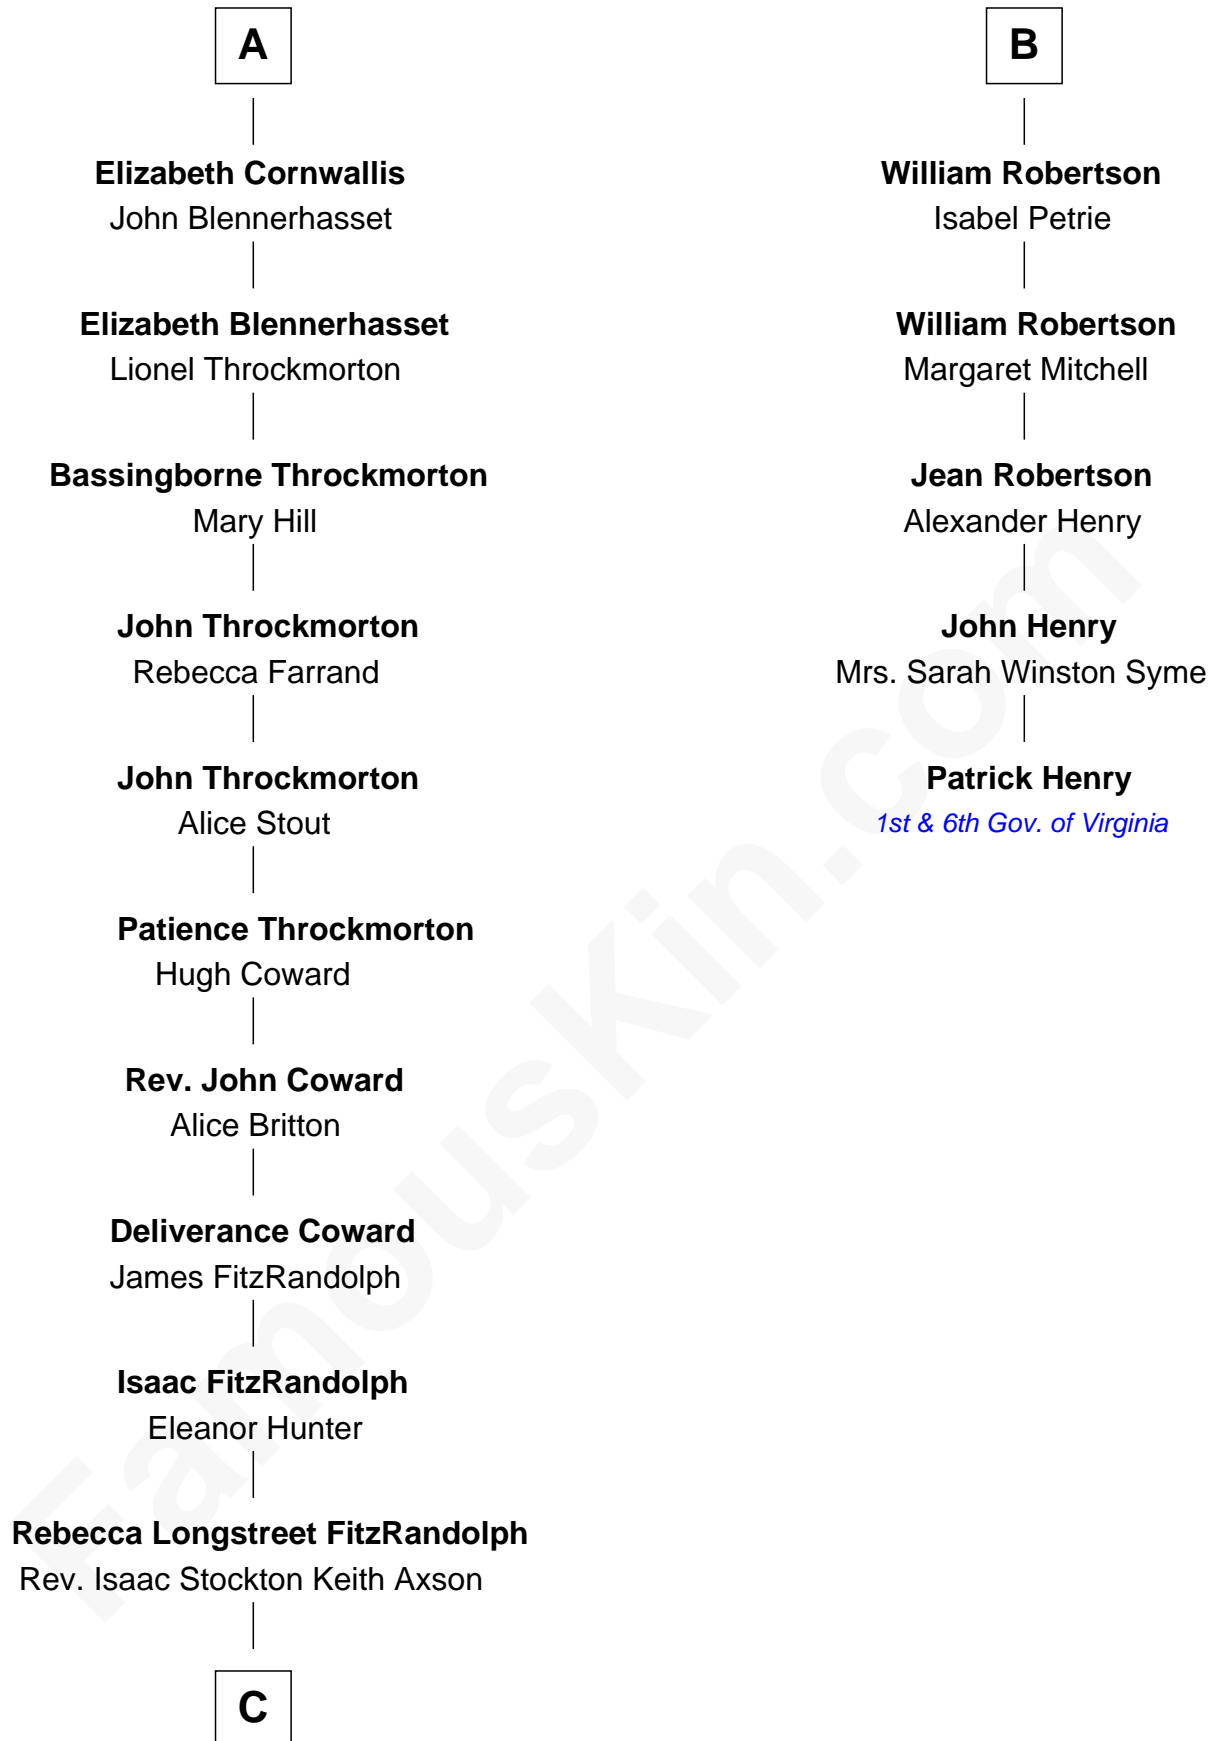 A
Elizabeth Cornwallis
John Blennerhasset
Elizabeth Blennerhasset
Lionel Throckmorton
Bassingborne Throckmorton
Mary Hill
John Throckmorton
Rebecca Farrand
John Throckmorton
Alice Stout
Patience Throckmorton
Hugh Coward
Rev. John Coward
Alice Britton
Deliverance Coward
James FitzRandolph
Isaac FitzRandolph
Eleanor Hunter
Rebecca Longstreet FitzRandolph
Rev. Isaac Stockton Keith Axson
C
B
William Robertson
Isabel Petrie
William Robertson
Margaret Mitchell
Jean Robertson
Alexander Henry
John Henry
Mrs. Sarah Winston Syme
Patrick Henry
1st & 6th Gov. of Virginia
FamousKin.com